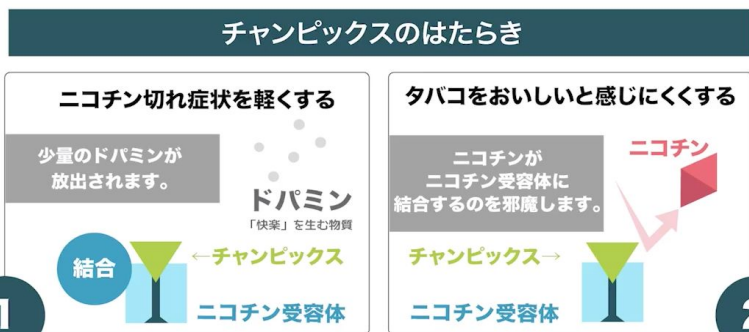 チャンピックスのはたらき
ニコチン切れ症状を軽くする
少量のドパミンが
放出されます。
ドパミン
「快楽」を生む物質
結合
←チャンピックス
ニコチン受容体
1
タバコをおいしいと感じにくくする
ニコチンが
ニコチン受容体に
結合するのを邪魔します。
ニコチン
チャンピックス→
ニコチン受容体
2